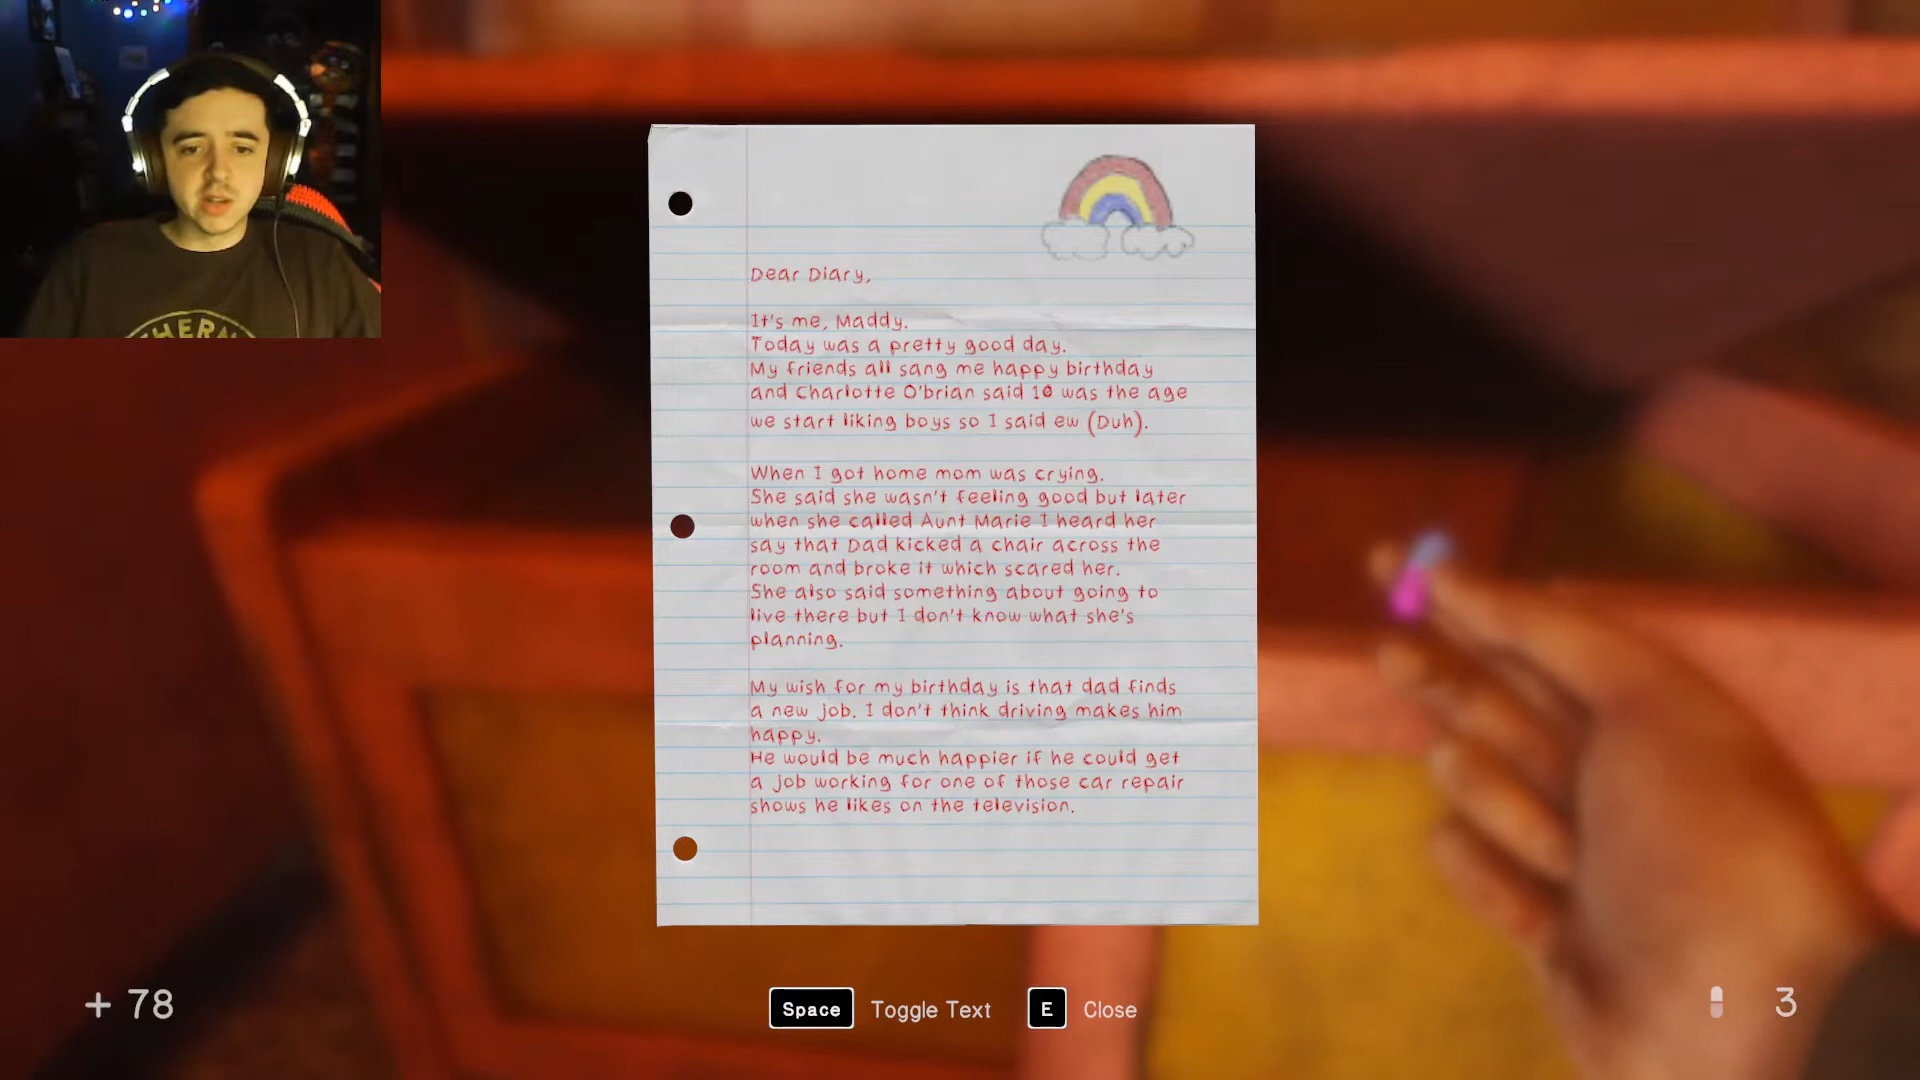 THERN
Dear Diary,
It's me, Maddy.
Today was a pretty good day.
My friends all sang me happy birthday
and Charlotte O'brian said 10 was the age
we start liking boys so I said ew (Duh).
When I got home mom was crying.
She said she wasn't feeling good but later
when she called Aunt Marie I heard her
say that Dad kicked a chair across the
room and broke it which scared her.
She also said something about going to
live there but I don't know what she's
planning.
My wish for my birthday is that dad finds
a new job. I don't think driving makes him
happy.
He would be much happier if he could get
a job working for one of those car repair
shows he likes on the television.
+ 78
Space Toggle Text E Close
3